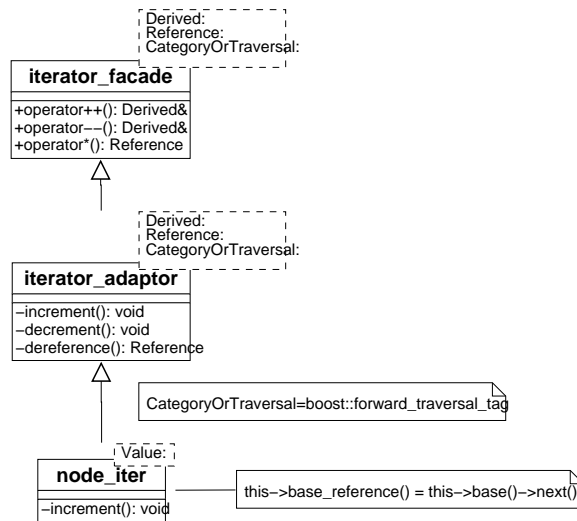 Derived:
Reference:
CategoryOrTraversal:
iterator_facade
+operator++(): Derived&
+operator−−(): Derived&
+operator*(): Reference
Derived:
Reference:
CategoryOrTraversal:
iterator_adaptor
−increment(): void
−decrement(): void
−dereference(): Reference
CategoryOrTraversal=boost::forward_traversal_tag
Value:
node_iter
this−>base_reference() = this−>base()−>next()
−increment(): void